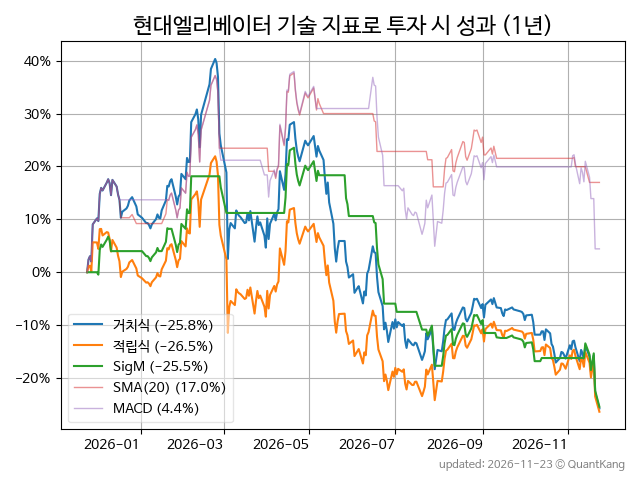 현대엘리베이터 기술 지표로 투자 시 성과 (1년)
40%
30%
20%
10%
0%
−10%
−20%
거치식 (−25.8%)
적립식 (−26.5%)
SigM (−25.5%)
SMA(20) (17.0%)
MACD (4.4%)
2026-01
2026-03
2026-05
2026-07
2026-09
2026-11
updated: 2026-11-23 © QuantKang